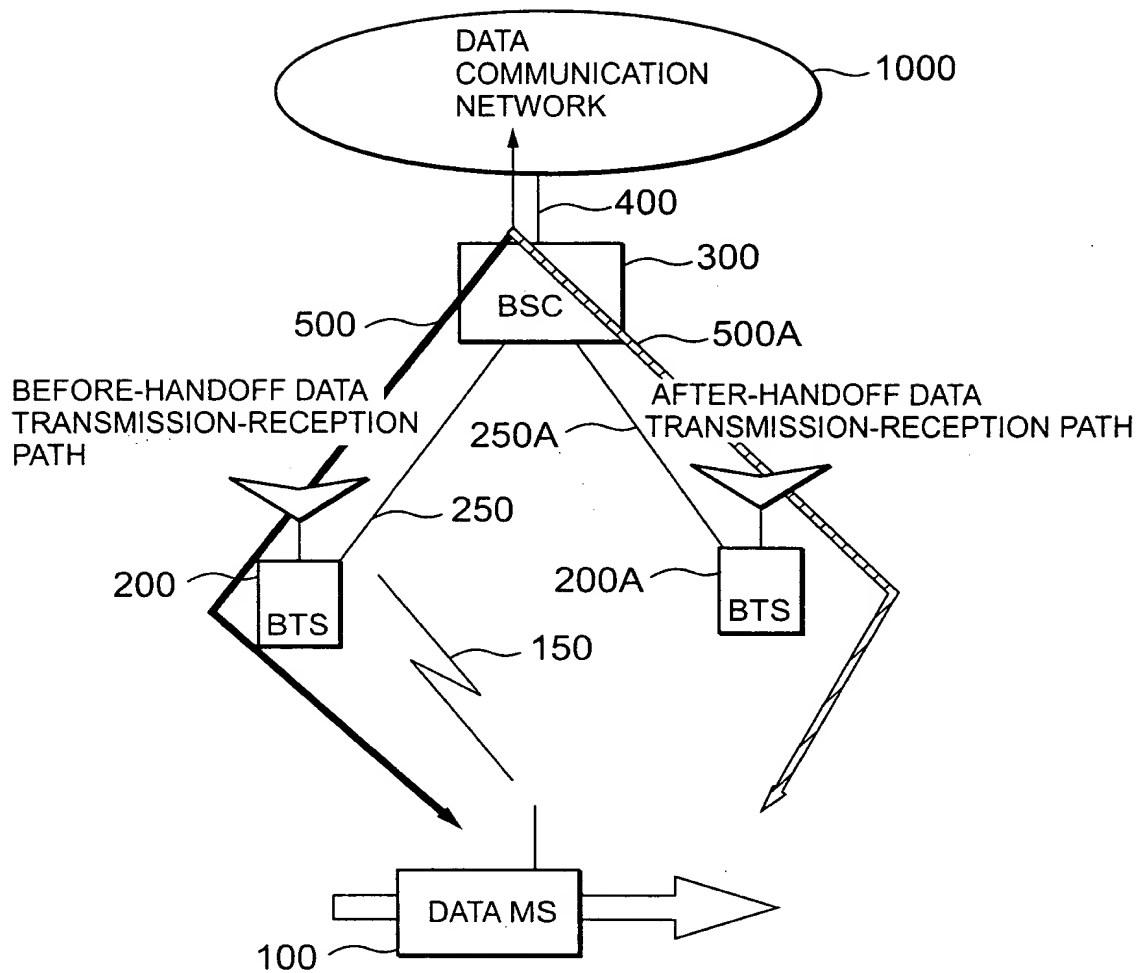 DATA
COMMUNICATION
NETWORK
1000
400
300
BSC
500
500A
BEFORE-HANDOFF DATA
TRANSMISSION-RECEPTION
PATH
AFTER-HANDOFF DATA
TRANSMISSION-RECEPTION PATH
250A
250
200
BTS
200A
BTS
150
DATA MS
100